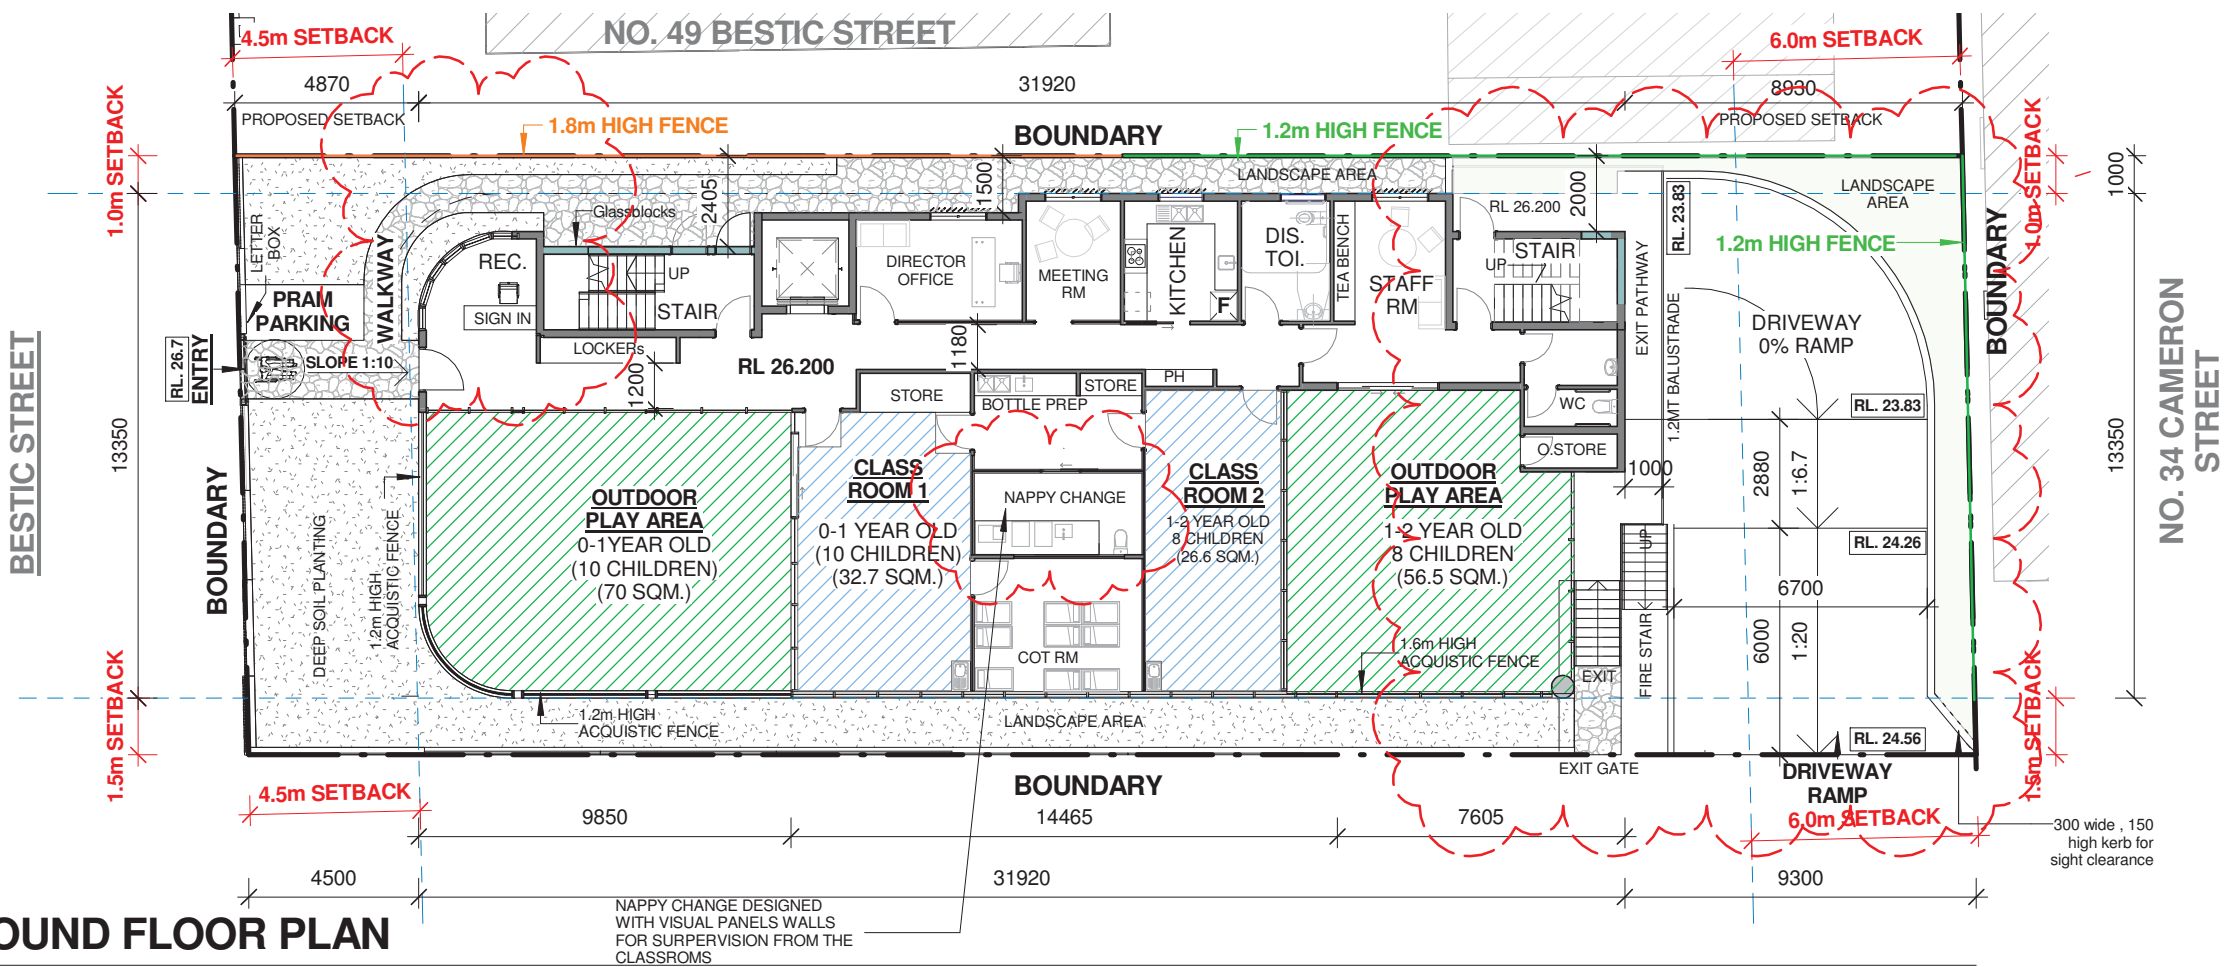 NO. 49 BESTIC STREET
4.5m SETBACK
6.0m SETBACK
4870
31920
8930
PROPOSED SETBACK
PROPOSED SETBACK
1.8m HIGH FENCE
BOUNDARY
1.2m HIGH FENCE
1.0m SETBACK
1.0m SETBACK
1000
LANDSCAPE AREA
LANDSCAPE
AREA
2405
1500
2000
Glassblocks
RL 26.200
RL. 23.83
LETTER
BOX
WALKWAY
REC.
UP
STAIR
SIGN IN
LOCKERs
DIRECTOR
OFFICE
MEETING
RM
KITCHEN
F
DIS.
TOI.
TEA BENCH
STAFF
RM
STAIR
UP
EXIT PATHWAY
1.2MT BALUSTRADE
1.2m HIGH FENCE
BOUNDARY
DRIVEWAY
0% RAMP
PRAM
PARKING
RL. 26.7
ENTRY
SLOPE 1:10
RL 26.200
1180
1200
STORE
BOTTLE PREP
STORE
PH
WC
O.STORE
RL. 23.83
BESTIC STREET
13350
BOUNDARY
NO. 34 CAMERON
STREET
13350
DEEP SOIL PLANTING
1.2m HIGH
ACQUISTIC FENCE
OUTDOOR
PLAY AREA
0-1YEAR OLD
(10 CHILDREN)
(70 SQM.)
CLASS
ROOM 1
0-1 YEAR OLD
(10 CHILDREN)
(32.7 SQM.)
NAPPY CHANGE
COT RM
CLASS
ROOM 2
1-2 YEAR OLD
8 CHILDREN
(26.6 SQM.)
OUTDOOR
PLAY AREA
1-2 YEAR OLD
8 CHILDREN
(56.5 SQM.)
1000
2880
1:6.7
RL. 24.26
UP
6700
6000
1:20
FIRE STAIR
EXIT
1.6m HIGH
ACQUISTIC FENCE
1.2m HIGH
ACQUISTIC FENCE
LANDSCAPE AREA
RL. 24.56
1.5m SETBACK
1.5m SETBACK
EXIT GATE
BOUNDARY
DRIVEWAY
RAMP
4.5m SETBACK
6.0m SETBACK
9850
14465
7605
300 wide , 150
high kerb for
sight clearance
4500
31920
9300
NAPPY CHANGE DESIGNED
WITH VISUAL PANELS WALLS
FOR SURPERVISION FROM THE
CLASSROMS
OUND FLOOR PLAN